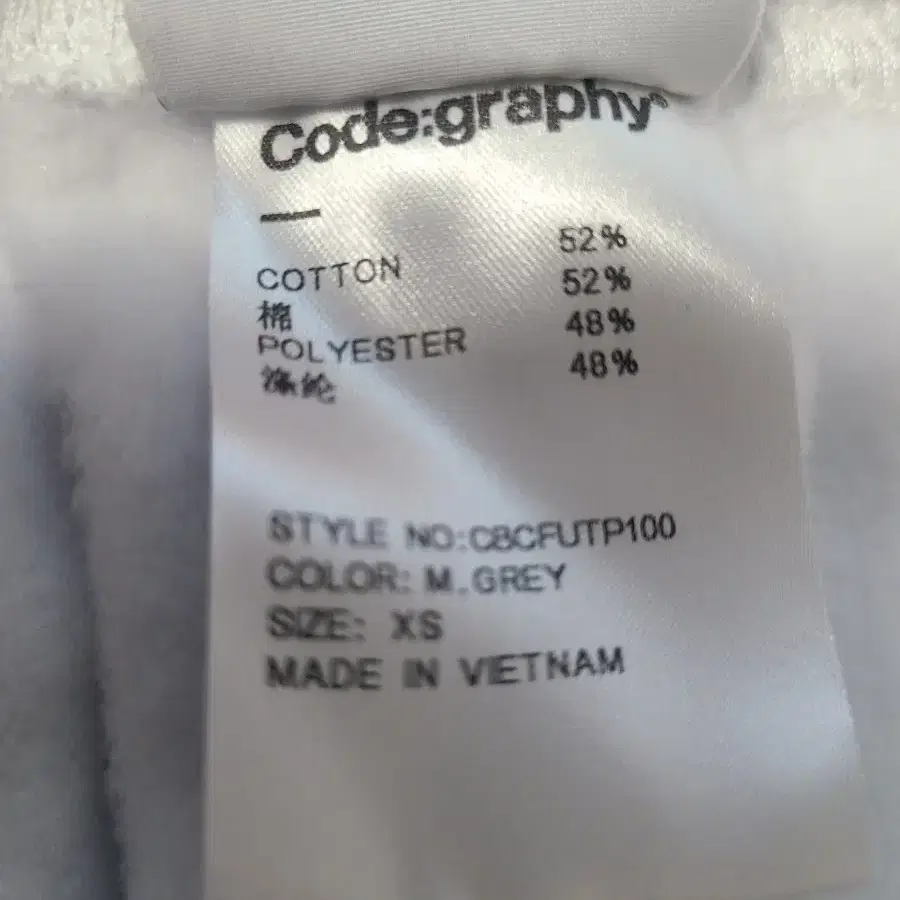 Code:graphy®
COTTON 52%
棉 52%
POLYESTER 48%
涤纶 48%
STYLE NO:C8CFUTP100
COLOR: M.GREY
SIZE: XS
MADE IN VIETNAM